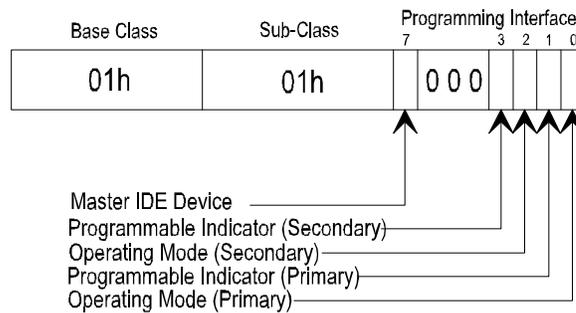 Base Class Sub-Class Programming Interface
7 3 2 1 0
01h 01h 0 0 0
Master IDE Device
Programmable Indicator (Secondary)
Operating Mode (Secondary)
Programmable Indicator (Primary)
Operating Mode (Primary)